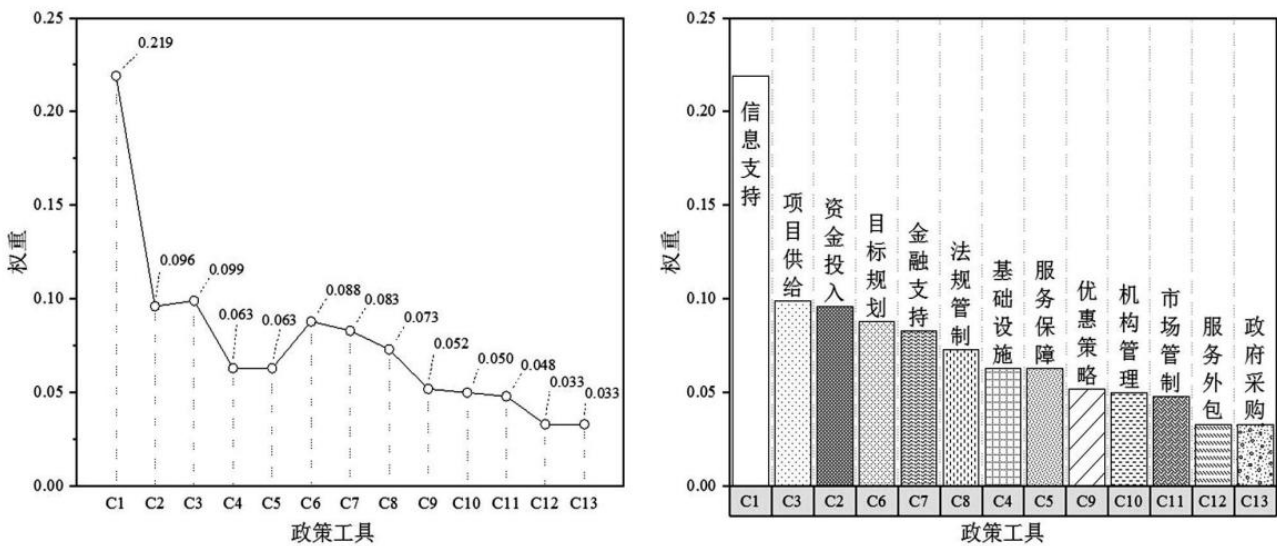 0.25
0.20
0.15
0.10
0.05
0.00
权重
0.219
0.096
0.099
0.063
0.063
0.088
0.083
0.073
0.052
0.050
0.048
0.033
0.033
C1 C2 C3 C4 C5 C6 C7 C8 C9 C10 C11 C12 C13
政策工具
0.25
0.20
0.15
0.10
0.05
0.00
权重
信息支持
项目供给
资金投入
目标规划
金融支持
法规管制
基础设施
服务保障
优惠策略
机构管理
市场管制
服务外包
政府采购
C1 C3 C2 C6 C7 C8 C4 C5 C9 C10 C11 C12 C13
政策工具